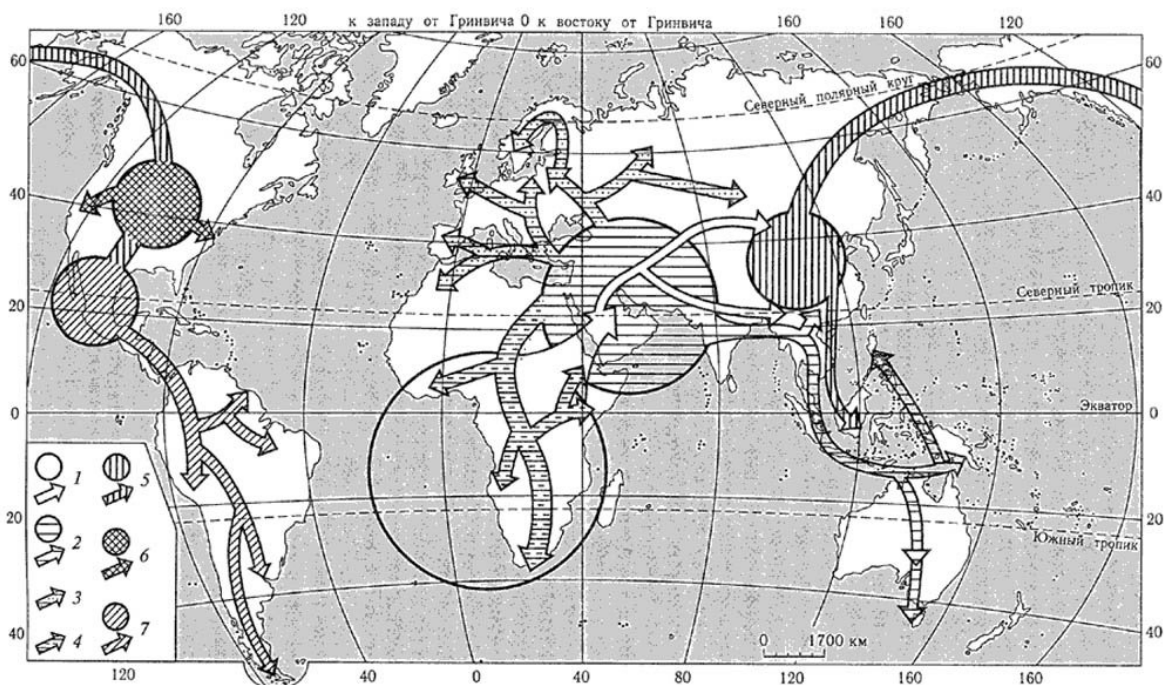 160 120 к западу от Гринвича 0 к востоку от Гринвича 160 160 120
60 60
Северный полярный круг
40 40
Северный тропик
20 20
Экватор
0 0
1 5
2 6
3 7
4
20 20
Южный тропик
0 1700 км
40 40
120 40 0 40 80 120 160 160